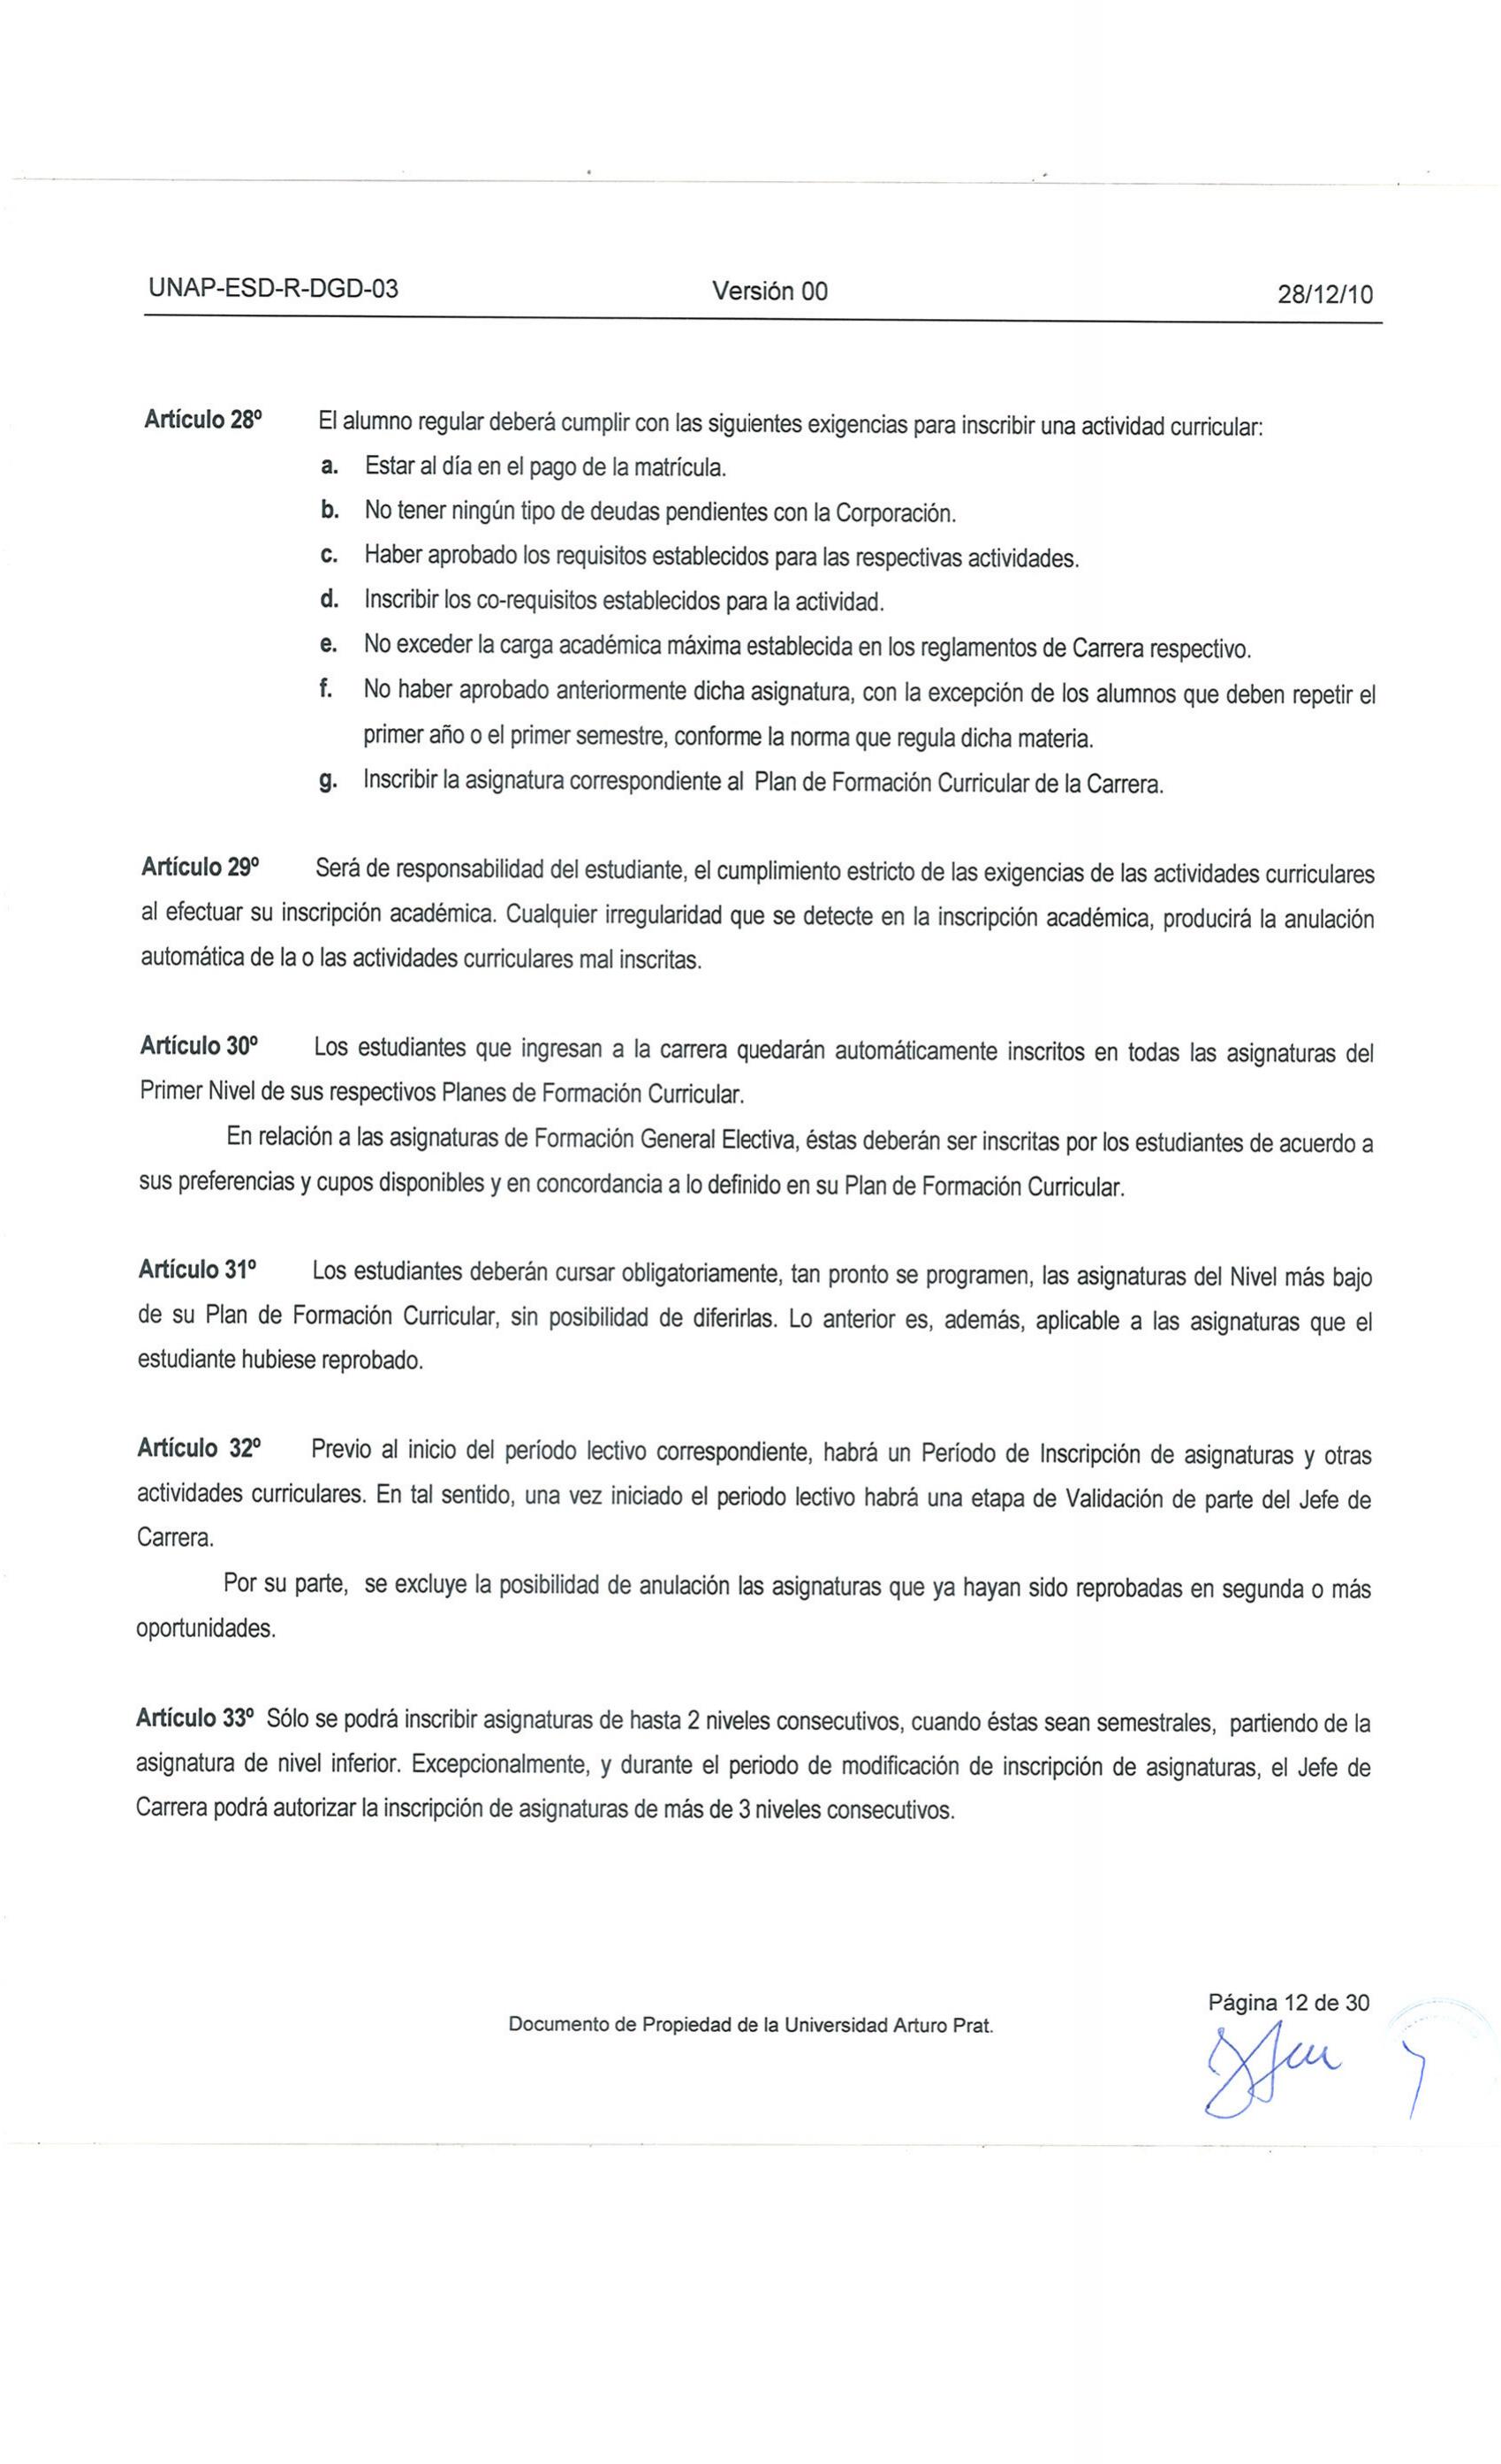 UNAP-ESD-R-DGD-03 Versión 00 28/12/10
Artículo 28º El alumno regular deberá cumplir con las siguientes exigencias para inscribir una actividad curricular:
a. Estar al día en el pago de la matrícula.
b. No tener ningún tipo de deudas pendientes con la Corporación.
c. Haber aprobado los requisitos establecidos para las respectivas actividades.
d. Inscribir los co-requisitos establecidos para la actividad.
e. No exceder la carga académica máxima establecida en los reglamentos de Carrera respectivo.
f. No haber aprobado anteriormente dicha asignatura, con la excepción de los alumnos que deben repetir el
primer año o el primer semestre, conforme la norma que regula dicha materia.
g. Inscribir la asignatura correspondiente al Plan de Formación Curricular de la Carrera.
Artículo 29º Será de responsabilidad del estudiante, el cumplimiento estricto de las exigencias de las actividades curriculares
al efectuar su inscripción académica. Cualquier irregularidad que se detecte en la inscripción académica, producirá la anulación
automática de la o las actividades curriculares mal inscritas.
Artículo 30º Los estudiantes que ingresan a la carrera quedarán automáticamente inscritos en todas las asignaturas del
Primer Nivel de sus respectivos Planes de Formación Curricular.
En relación a las asignaturas de Formación General Electiva, éstas deberán ser inscritas por los estudiantes de acuerdo a
sus preferencias y cupos disponibles y en concordancia a lo definido en su Plan de Formación Curricular.
Artículo 31º Los estudiantes deberán cursar obligatoriamente, tan pronto se programen, las asignaturas del Nivel más bajo
de su Plan de Formación Curricular, sin posibilidad de diferirlas. Lo anterior es, además, aplicable a las asignaturas que el
estudiante hubiese reprobado.
Artículo 32º Previo al inicio del período lectivo correspondiente, habrá un Período de Inscripción de asignaturas y otras
actividades curriculares. En tal sentido, una vez iniciado el periodo lectivo habrá una etapa de Validación de parte del Jefe de
Carrera.
Por su parte, se excluye la posibilidad de anulación las asignaturas que ya hayan sido reprobadas en segunda o más
oportunidades.
Artículo 33º Sólo se podrá inscribir asignaturas de hasta 2 niveles consecutivos, cuando éstas sean semestrales, partiendo de la
asignatura de nivel inferior. Excepcionalmente, y durante el periodo de modificación de inscripción de asignaturas, el Jefe de
Carrera podrá autorizar la inscripción de asignaturas de más de 3 niveles consecutivos.
Página 12 de 30
Documento de Propiedad de la Universidad Arturo Prat.